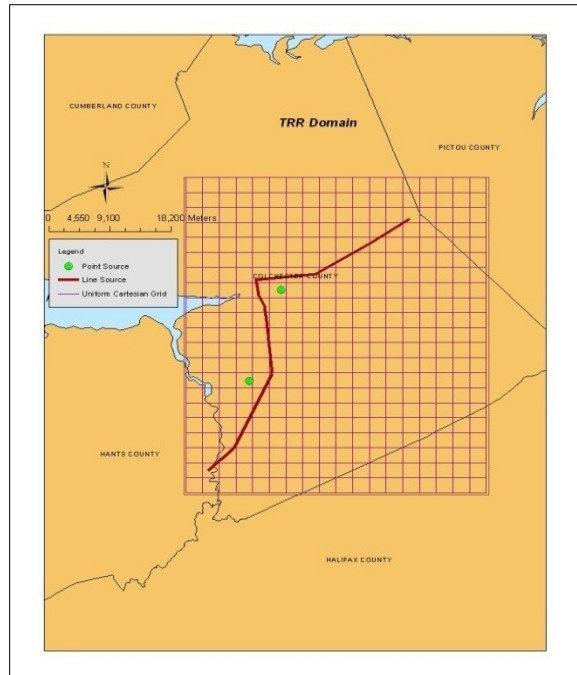 CUMBERLAND COUNTY
TRR Domain
PICTOU COUNTY
N
0 4,550 9,100 18,200 Meters
Legend
Point Source
Line Source
Uniform Cartesian Grid
COLCHESTER COUNTY
HANTS COUNTY
HALIFAX COUNTY